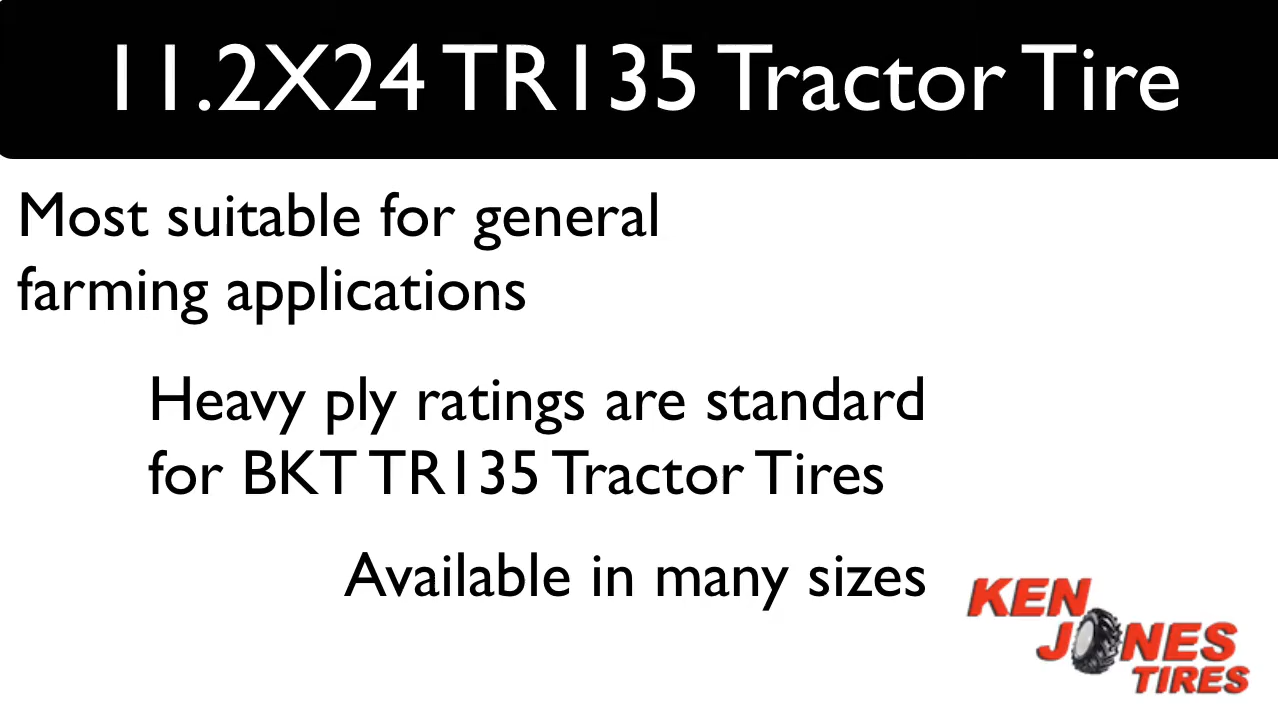 11.2X24 TR135 Tractor Tire
Most suitable for general
farming applications
Heavy ply ratings are standard
for BKT TR135 Tractor Tires
Available in many sizes
KEN
JONES
TIRES